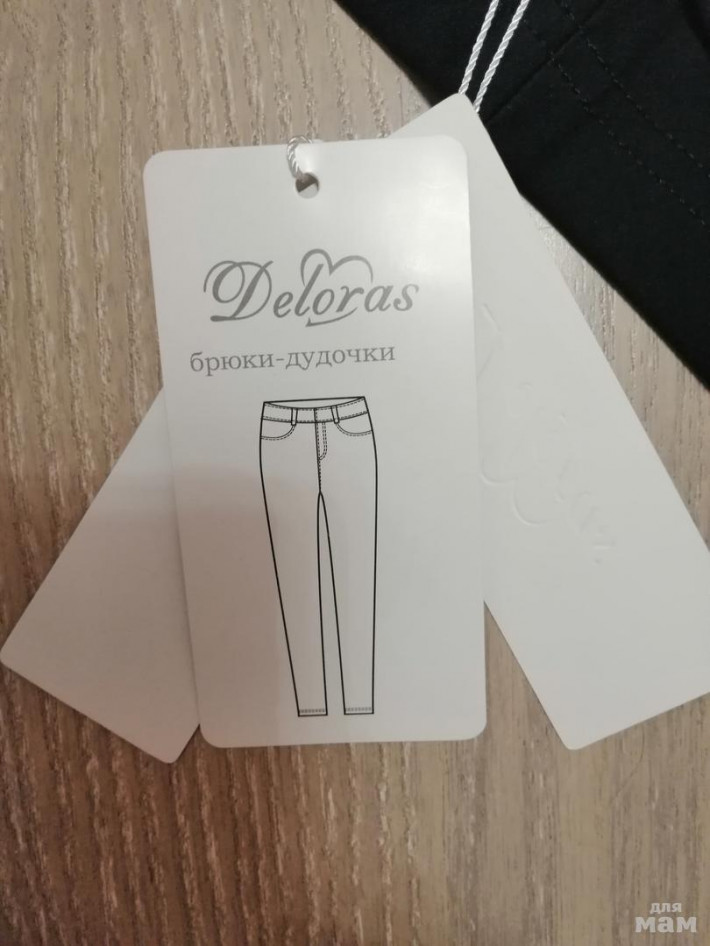 Deloras
брюки-дудочки
для
мам